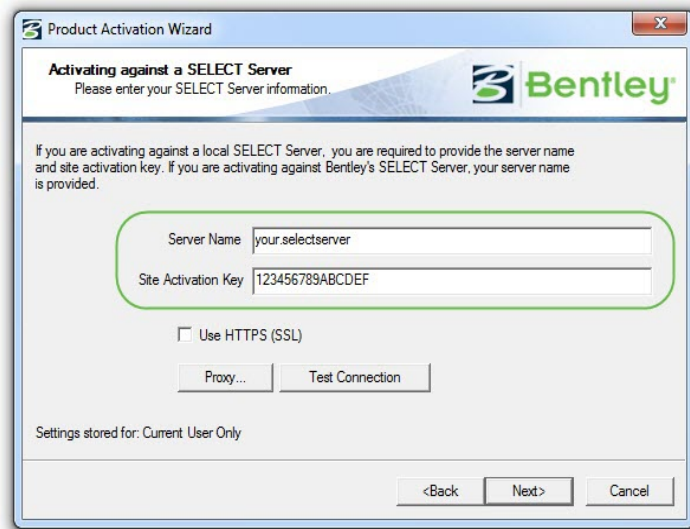 Product Activation Wizard
Activating against a SELECT Server
Please enter your SELECT Server information.
Bentley
If you are activating against a local SELECT Server, you are required to provide the server name
and site activation key. If you are activating against Bentley's SELECT Server, your server name
is provided.
Server Name your.selectserver
Site Activation Key 123456789ABCDEF
Use HTTPS (SSL)
Proxy... Test Connection
Settings stored for: Current User Only
<Back Next> Cancel